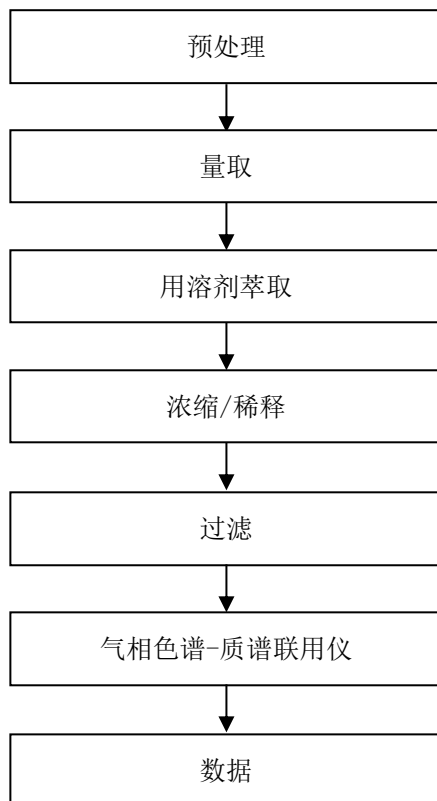 预处理
量取
用溶剂萃取
浓缩/稀释
过滤
气相色谱-质谱联用仪
数据